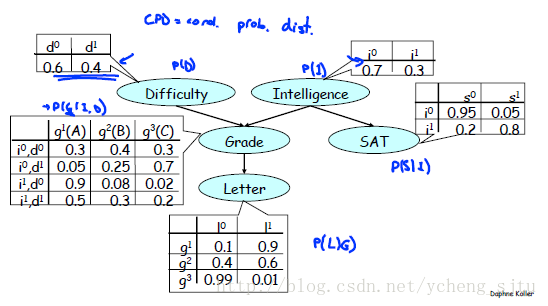 CPD = cond. prob. dist.
d⁰ d¹
0.6 0.4
P(D)
P(I)
i⁰ i¹
0.7 0.3
Difficulty
Intelligence
s⁰ s¹
i⁰ 0.95 0.05
i¹ 0.2 0.8
→P(G|I,D)
g¹(A) g²(B) g³(C)
i⁰,d⁰ 0.3 0.4 0.3
i⁰,d¹ 0.05 0.25 0.7
i¹,d⁰ 0.9 0.08 0.02
i¹,d¹ 0.5 0.3 0.2
Grade
SAT
P(S|I)
Letter
l⁰ l¹
g¹ 0.1 0.9
g² 0.4 0.6
g³ 0.99 0.01
P(L|G)
http://blog.csdn.net/ycheng_sjtu
Daphne Koller